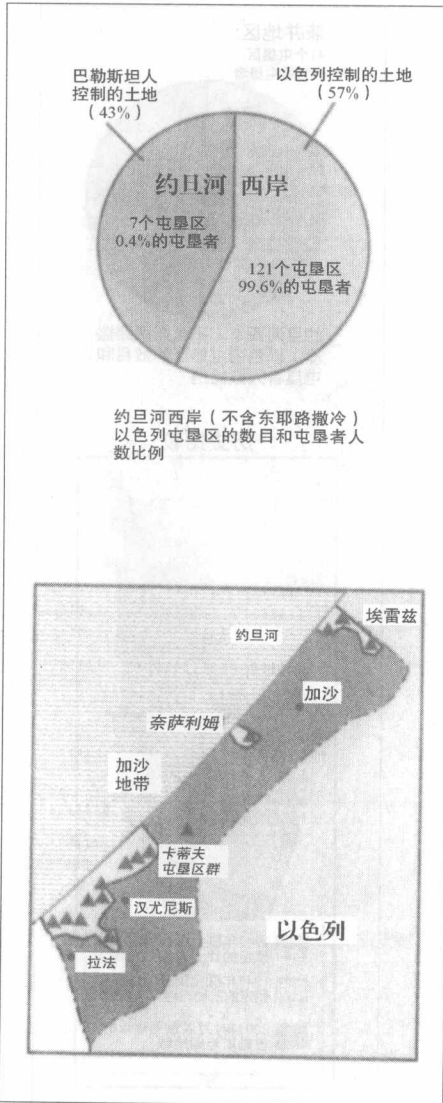 巴勒斯坦人
控制的土地
（43%）
以色列控制的土地
（57%）
约旦河 西岸
7个屯垦区
0.4%的屯垦者
121个屯垦区
99.6%的屯垦者
约旦河西岸（不含东耶路撒冷）
以色列屯垦区的数目和屯垦者人
数比例
埃雷兹
约旦河
加沙
奈萨利姆
加沙
地带
卡蒂夫
屯垦区群
汉尤尼斯
以色列
拉法